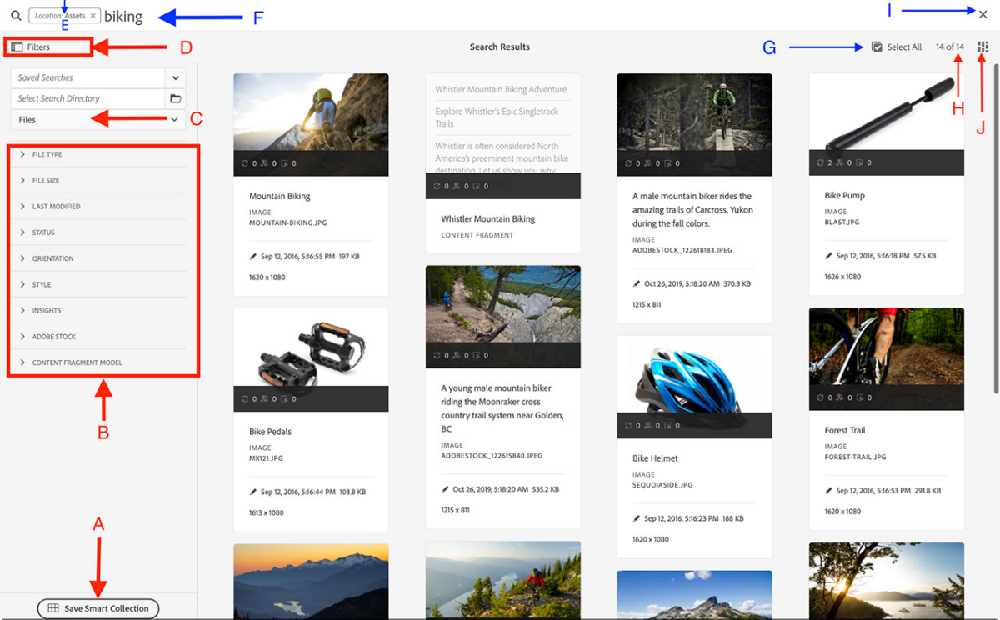 Location: Assets × biking
E
F
I
Filters
D
Search Results
G
Select All
14 of 14
H
J
Saved Searches
Select Search Directory
Files
C
FILE TYPE
FILE SIZE
LAST MODIFIED
STATUS
ORIENTATION
STYLE
INSIGHTS
ADOBE STOCK
CONTENT FRAGMENT MODEL
B
A
Save Smart Collection
0 0 0
Mountain Biking
IMAGE
MOUNTAIN-BIKING.JPG
Sep 12, 2016, 5:16:55 PM 197 KB
1620 x 1080
0 0 0
Bike Pedals
IMAGE
MX121.JPG
Sep 12, 2016, 5:16:44 PM 103.8 KB
1613 x 1080
Whistler Mountain Biking Adventure
Explore Whistler's Epic Singletrack
Trails
Whistler is often considered North
America's preeminent mountain bike
destination. Let us show you why
0 0 0
Whistler Mountain Biking
CONTENT FRAGMENT
0 0 0
A young male mountain biker
riding the Moonraker cross
country trail system near Golden,
BC
IMAGE
ADOBESTOCK_122615840.JPEG
Oct 26, 2019, 5:18:20 AM 535.2 KB
1215 x 811
0 0 0
A male mountain biker rides the
amazing trails of Carcross, Yukon
during the fall colors.
IMAGE
ADOBESTOCK_122618183.JPEG
Oct 26, 2019, 5:18:20 AM 370.3 KB
1215 x 811
0 0 0
Bike Helmet
IMAGE
SEQUOIASIDE.JPG
Sep 12, 2016, 5:16:23 PM 188 KB
1620 x 1080
2 0 0
Bike Pump
IMAGE
BLAST.JPG
Sep 12, 2016, 5:16:18 PM 57.5 KB
1626 x 1080
0 0 0
Forest Trail
IMAGE
FOREST-TRAIL.JPG
Sep 12, 2016, 5:16:53 PM 291.8 KB
1620 x 1080